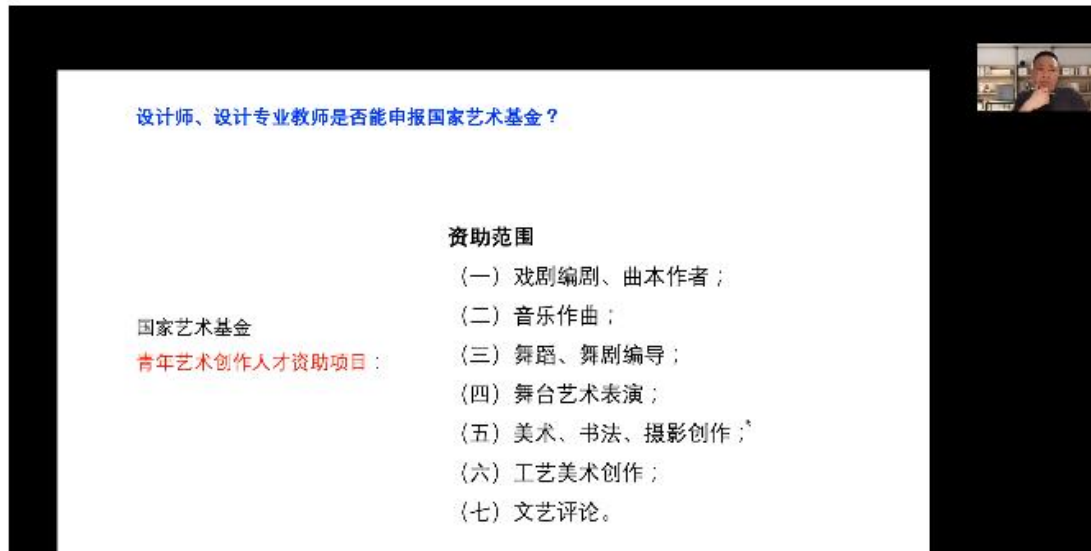 设计师、设计专业教师是否能申报国家艺术基金？
国家艺术基金
青年艺术创作人才资助项目：
资助范围
（一）戏剧编剧、曲本作者；
（二）音乐作曲；
（三）舞蹈、舞剧编导；
（四）舞台艺术表演；
（五）美术、书法、摄影创作；
（六）工艺美术创作；
（七）文艺评论。